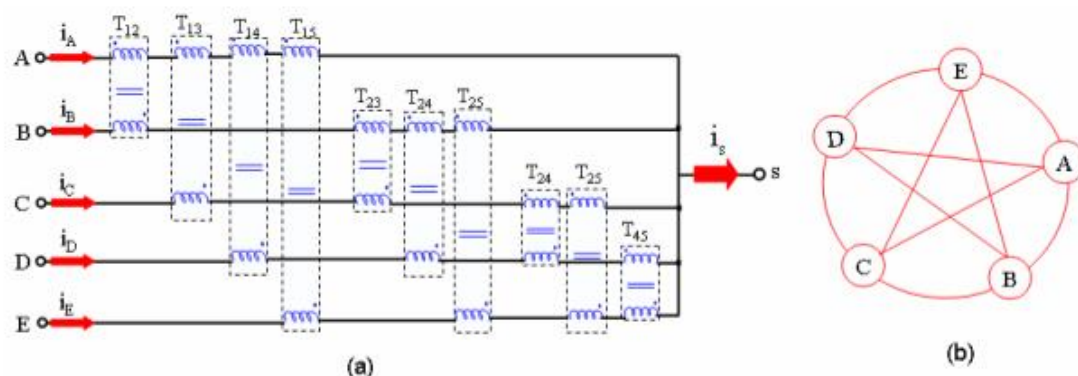 T12 T13 T14 T15
iA
A
T23 T24 T25
iB
B
iC
C
T24 T25
T45
iD
D
iE
E
is
s
(a)
E
D
A
C
B
(b)